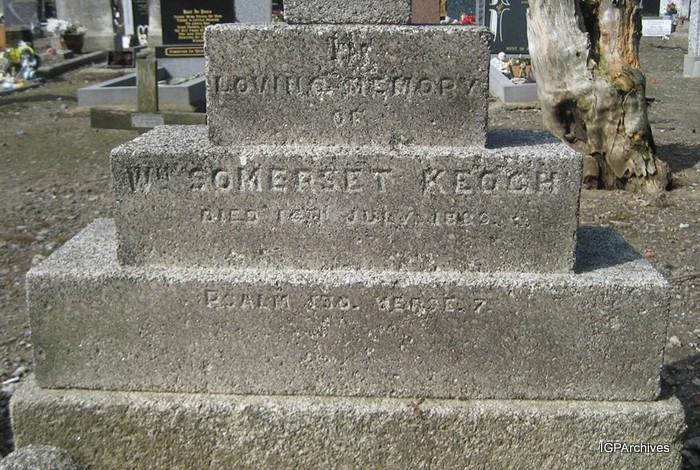 IN
LOVING MEMORY
OF
WM SOMERSET KEOGH
DIED 14TH JULY
PSALM 130. VERSE. 7
IGPArchives